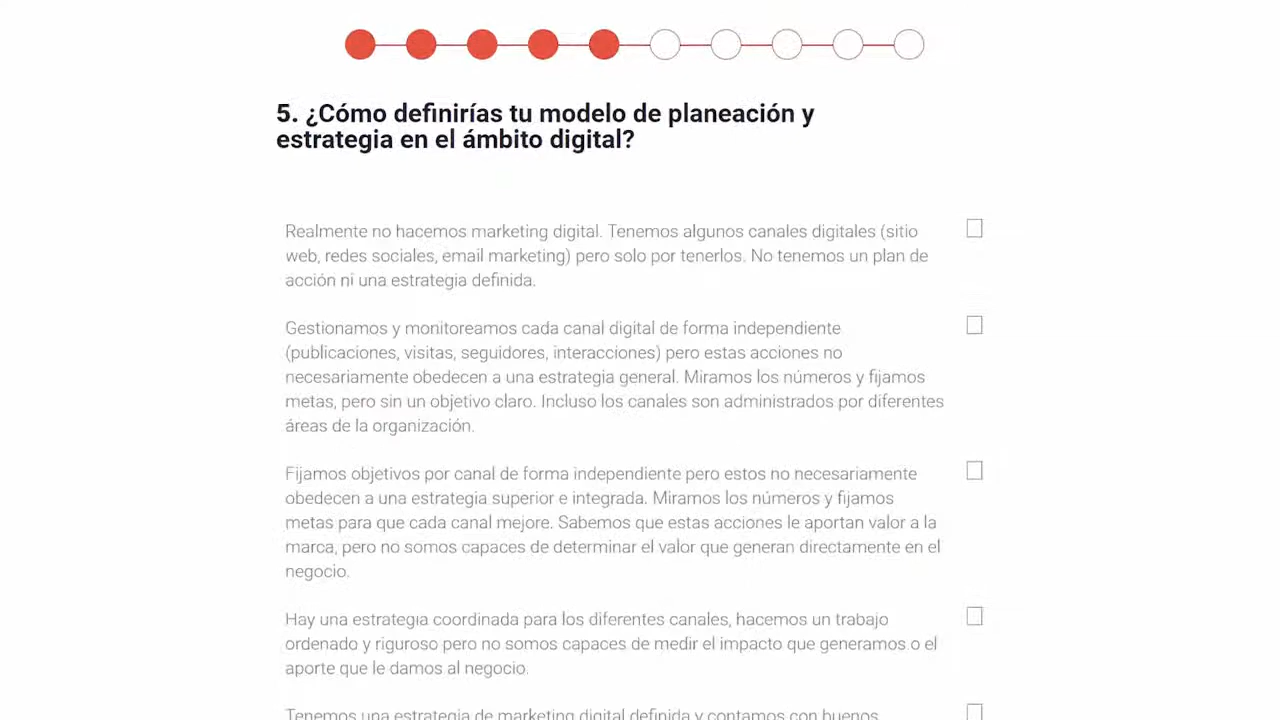 5. ¿Cómo definirías tu modelo de planeación y
estrategia en el ámbito digital?
Realmente no hacemos marketing digital. Tenemos algunos canales digitales (sitio
web, redes sociales, email marketing) pero solo por tenerlos. No tenemos un plan de
acción ni una estrategia definida.
Gestionamos y monitoreamos cada canal digital de forma independiente
(publicaciones, visitas, seguidores, interacciones) pero estas acciones no
necesariamente obedecen a una estrategia general. Miramos los números y fijamos
metas, pero sin un objetivo claro. Incluso los canales son administrados por diferentes
áreas de la organización.
Fijamos objetivos por canal de forma independiente pero estos no necesariamente
obedecen a una estrategia superior e integrada. Miramos los números y fijamos
metas para que cada canal mejore. Sabemos que estas acciones le aportan valor a la
marca, pero no somos capaces de determinar el valor que generan directamente en el
negocio.
Hay una estrategia coordinada para los diferentes canales, hacemos un trabajo
ordenado y riguroso pero no somos capaces de medir el impacto que generamos o el
aporte que le damos al negocio.
Tenemos una estrategia de marketing digital definida y contamos con buenos